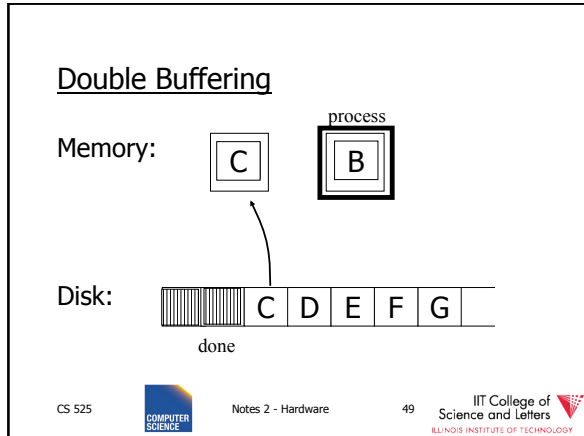 Double Buffering
process
Memory:
C B
Disk:
C D E F G
done
CS 525
COMPUTER
SCIENCE
Notes 2 - Hardware
49
IIT College of
Science and Letters
ILLINOIS INSTITUTE OF TECHNOLOGY